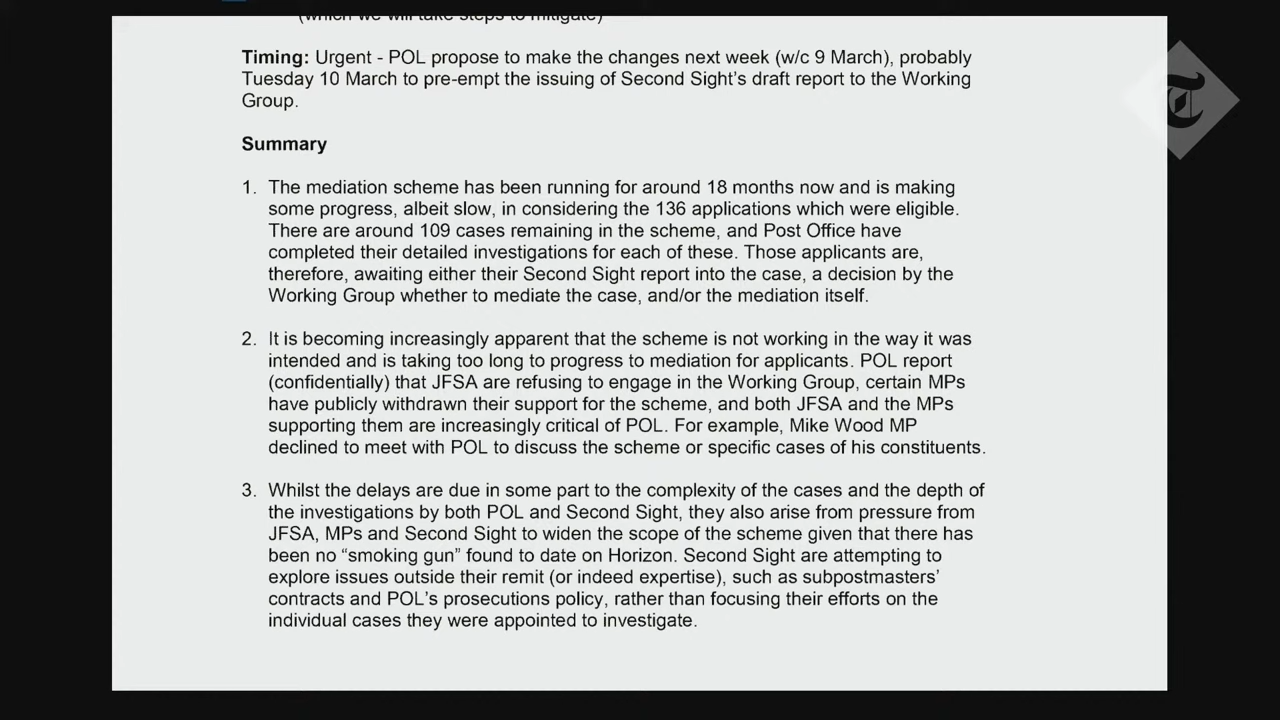 (which we will take steps to mitigate)
Timing: Urgent - POL propose to make the changes next week (w/c 9 March), probably
Tuesday 10 March to pre-empt the issuing of Second Sight's draft report to the Working
Group.
Summary
1. The mediation scheme has been running for around 18 months now and is making
some progress, albeit slow, in considering the 136 applications which were eligible.
There are around 109 cases remaining in the scheme, and Post Office have
completed their detailed investigations for each of these. Those applicants are,
therefore, awaiting either their Second Sight report into the case, a decision by the
Working Group whether to mediate the case, and/or the mediation itself.
2. It is becoming increasingly apparent that the scheme is not working in the way it was
intended and is taking too long to progress to mediation for applicants. POL report
(confidentially) that JFSA are refusing to engage in the Working Group, certain MPs
have publicly withdrawn their support for the scheme, and both JFSA and the MPs
supporting them are increasingly critical of POL. For example, Mike Wood MP
declined to meet with POL to discuss the scheme or specific cases of his constituents.
3. Whilst the delays are due in some part to the complexity of the cases and the depth of
the investigations by both POL and Second Sight, they also arise from pressure from
JFSA, MPs and Second Sight to widen the scope of the scheme given that there has
been no “smoking gun” found to date on Horizon. Second Sight are attempting to
explore issues outside their remit (or indeed expertise), such as subpostmasters’
contracts and POL’s prosecutions policy, rather than focusing their efforts on the
individual cases they were appointed to investigate.
T